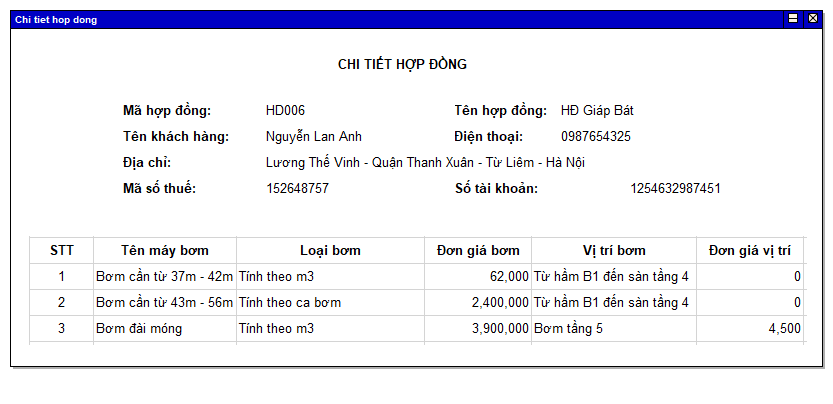 Chi tiet hop dong
CHI TIẾT HỢP ĐỒNG
Mã hợp đồng: HD006 Tên hợp đồng: HĐ Giáp Bát
Tên khách hàng: Nguyễn Lan Anh Điện thoại: 0987654325
Địa chỉ: Lương Thế Vinh - Quận Thanh Xuân - Từ Liêm - Hà Nội
Mã số thuế: 152648757 Số tài khoản: 1254632987451
STT Tên máy bơm Loại bơm Đơn giá bơm Vị trí bơm Đơn giá vị trí
1 Bơm cần từ 37m - 42m Tính theo m3 62,000 Từ hầm B1 đến sàn tầng 4 0
2 Bơm cần từ 43m - 56m Tính theo ca bơm 2,400,000 Từ hầm B1 đến sàn tầng 4 0
3 Bơm đài móng Tính theo m3 3,900,000 Bơm tầng 5 4,500